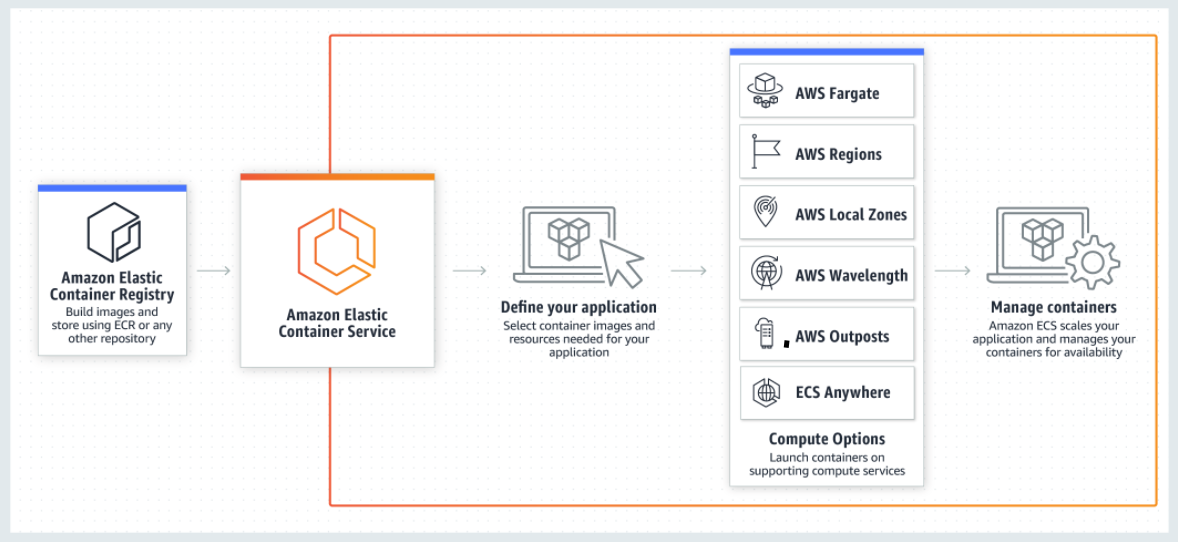 Amazon Elastic
Container Registry
Build images and
store using ECR or any
other repository
Amazon Elastic
Container Service
Define your application
Select container images and
resources needed for your
application
AWS Fargate
AWS Regions
AWS Local Zones
AWS Wavelength
AWS Outposts
ECS Anywhere
Compute Options
Launch containers on
supporting compute services
Manage containers
Amazon ECS scales your
application and manages your
containers for availability